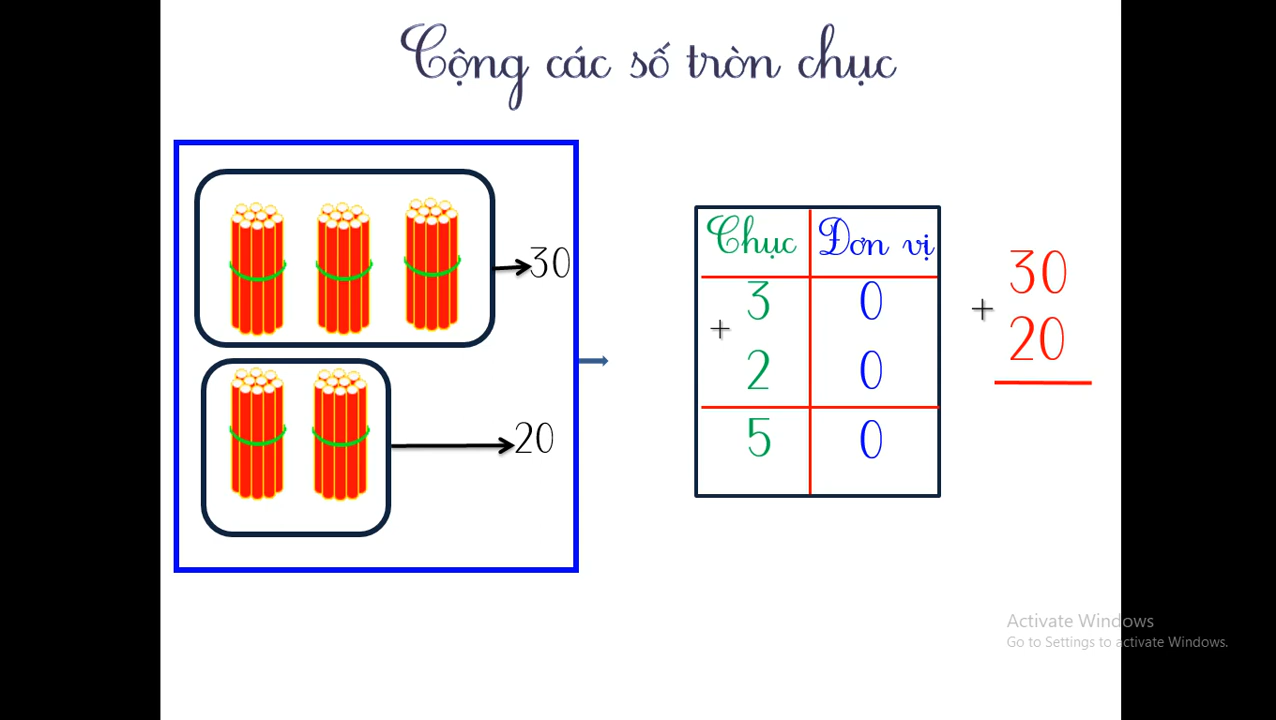 Cộng các số tròn chục
30
20
Chục Đơn vị
3 0
+
2 0
5 0
30
+
20
Activate Windows
Go to Settings to activate Windows.